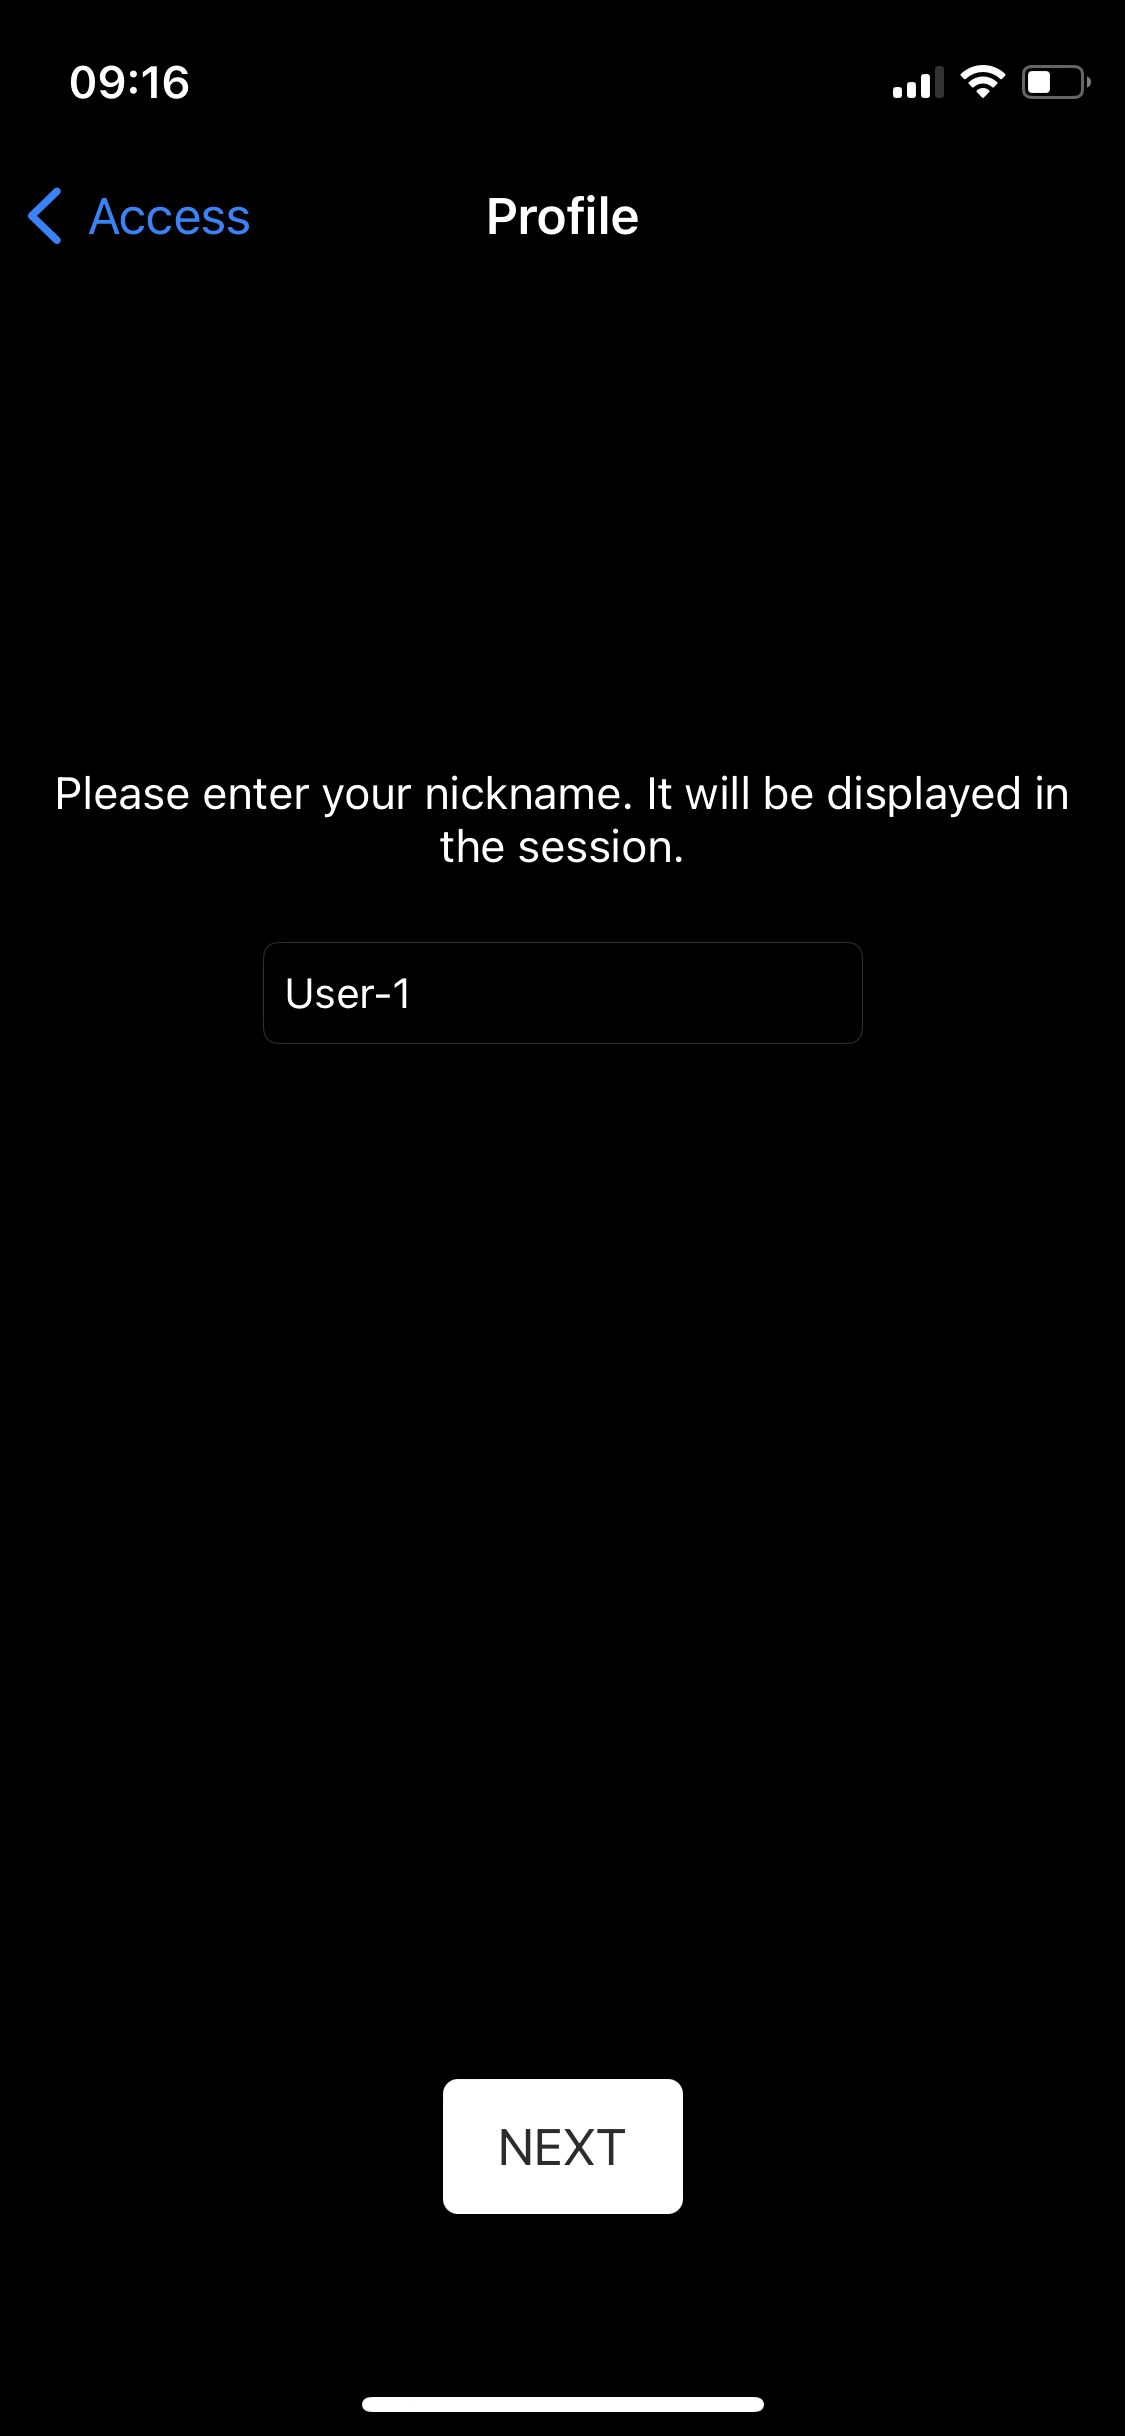 09:16
Access
Profile
Please enter your nickname. It will be displayed in
the session.
User-1
NEXT